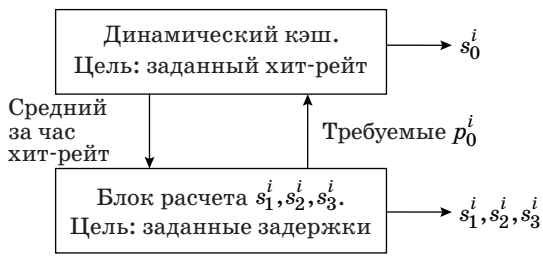 Динамический кэш.
Цель: заданный хит-рейт
s_0^i
Средний
за час
хит-рейт
Требуемые p_0^i
Блок расчета s_1^i, s_2^i, s_3^i.
Цель: заданные задержки
s_1^i, s_2^i, s_3^i